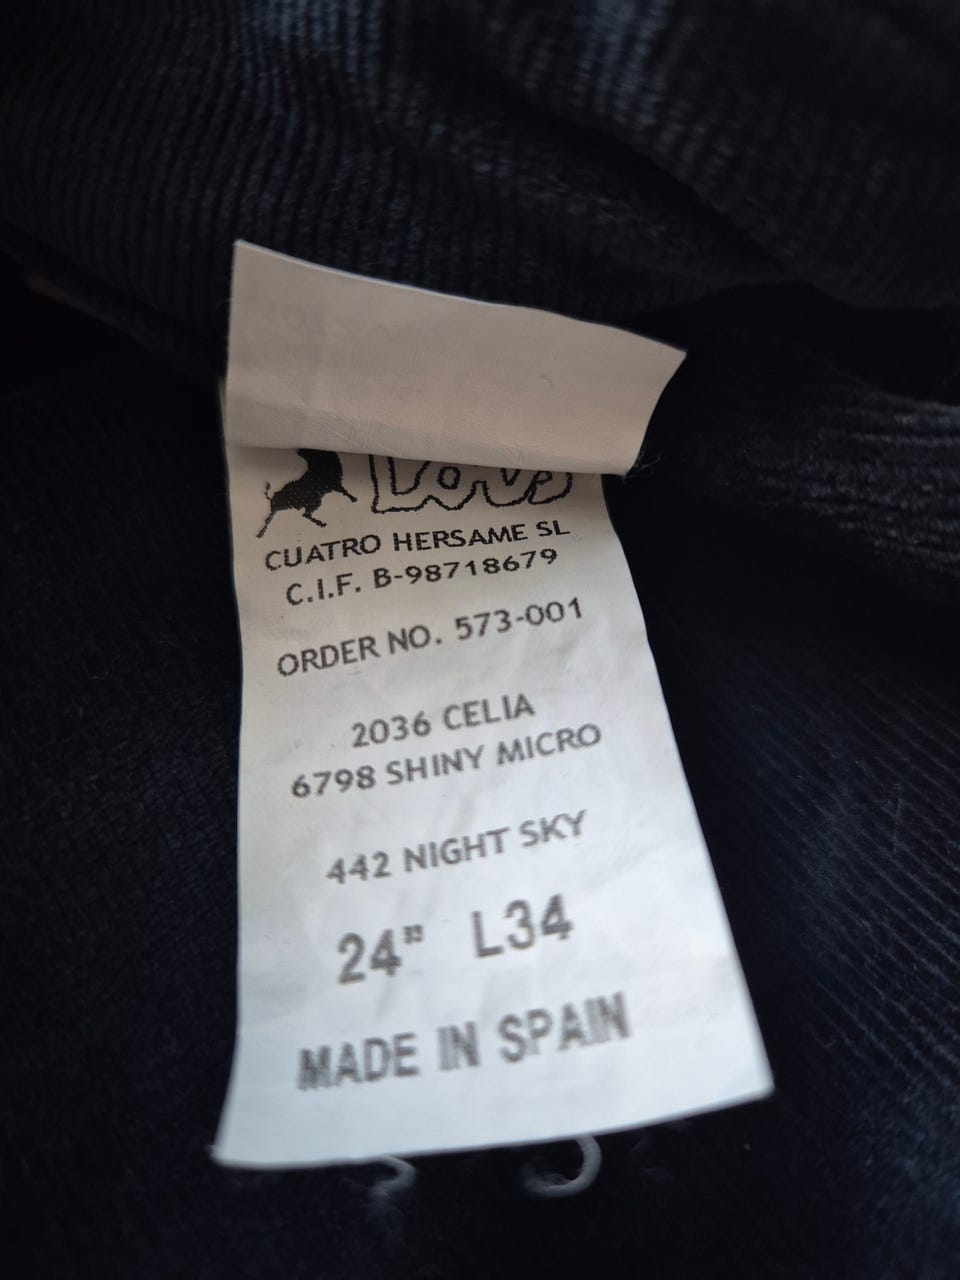 CUATRO HERSAME SL
C.I.F. B-98718679
ORDER NO. 573-001
2036 CELIA
6798 SHINY MICRO
442 NIGHT SKY
24" L34
MADE IN SPAIN